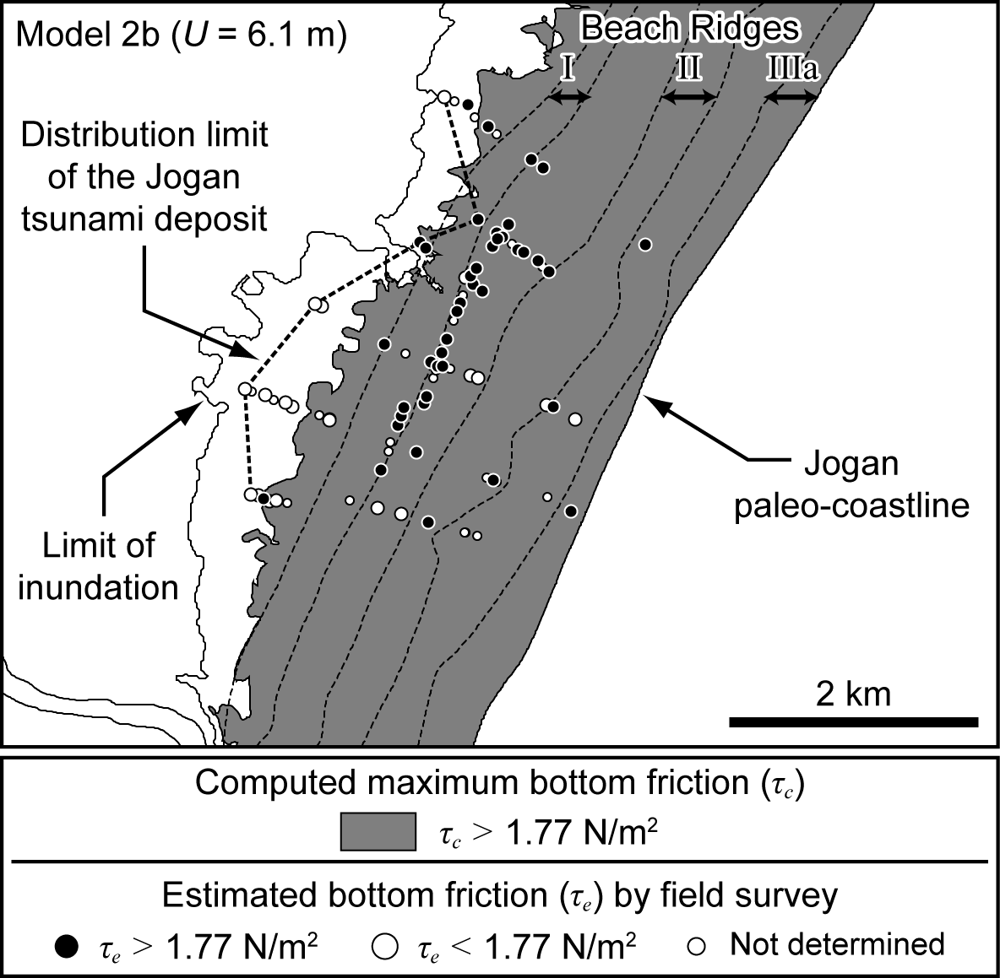 Model 2b (U = 6.1 m)
Beach Ridges
I
II
IIIa
Distribution limit
of the Jogan
tsunami deposit
Limit of
inundation
Jogan
paleo-coastline
2 km
Computed maximum bottom friction (τc)
τc > 1.77 N/m²
Estimated bottom friction (τe) by field survey
τe > 1.77 N/m²
τe < 1.77 N/m²
Not determined